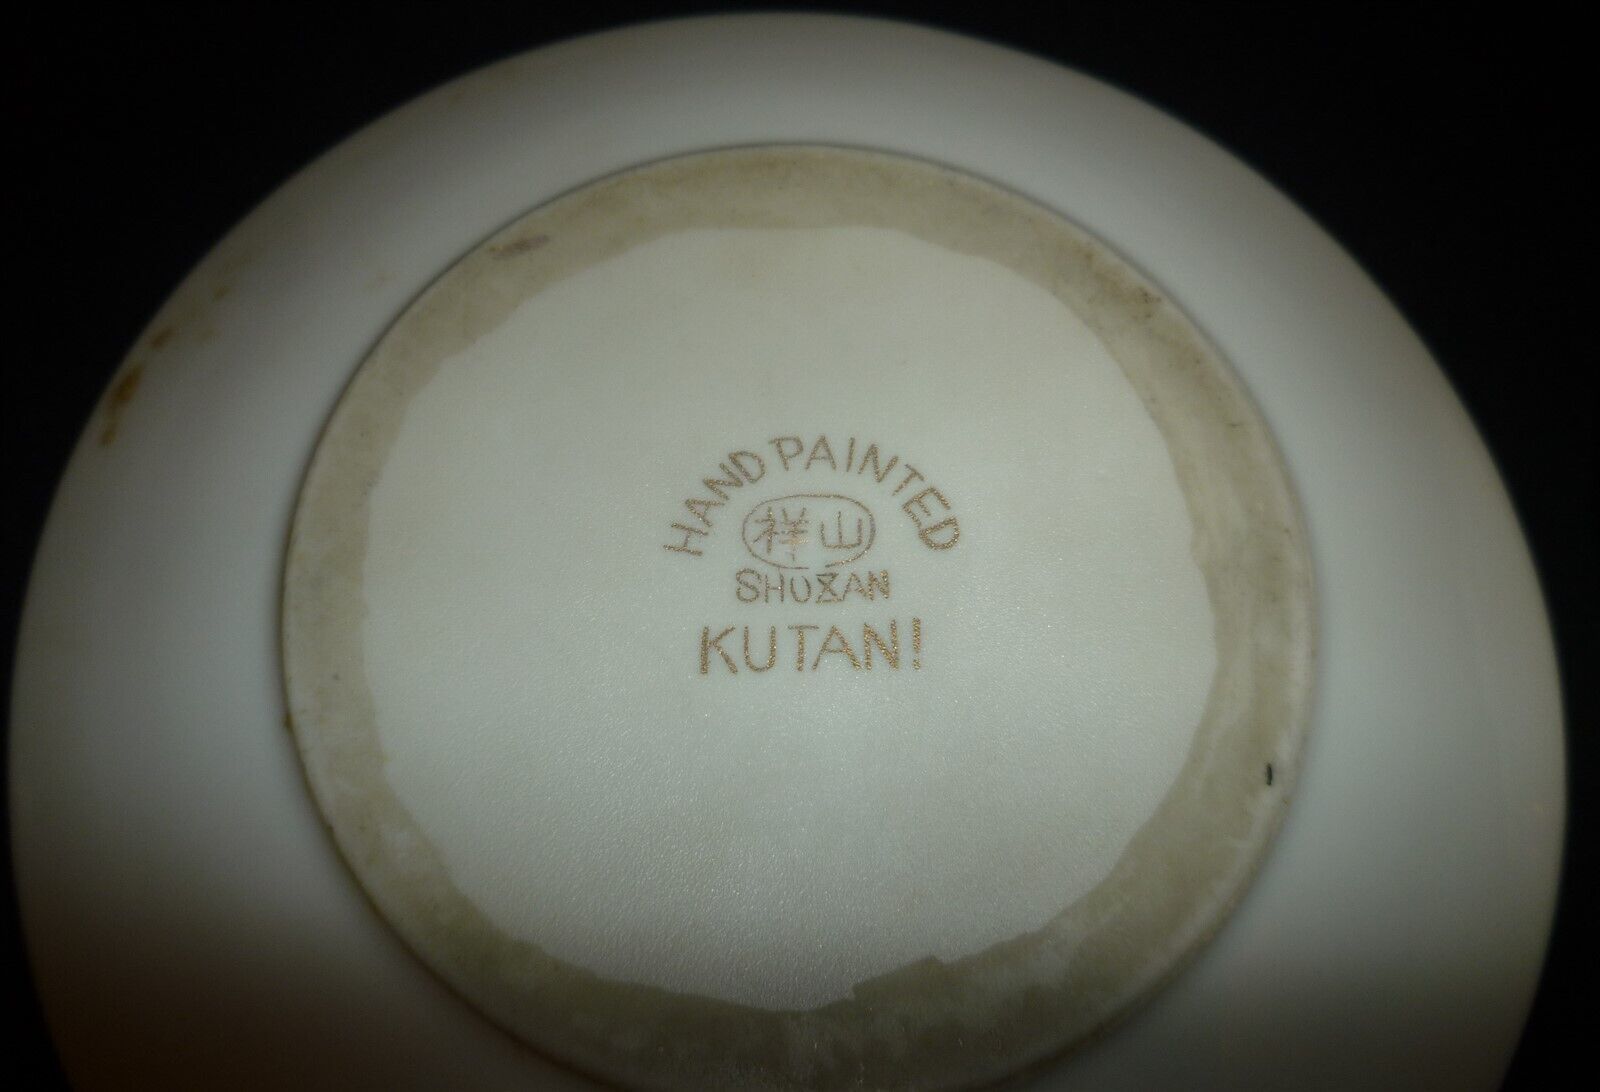 HAND PAINTED
祥山
SHOZAN
KUTANI